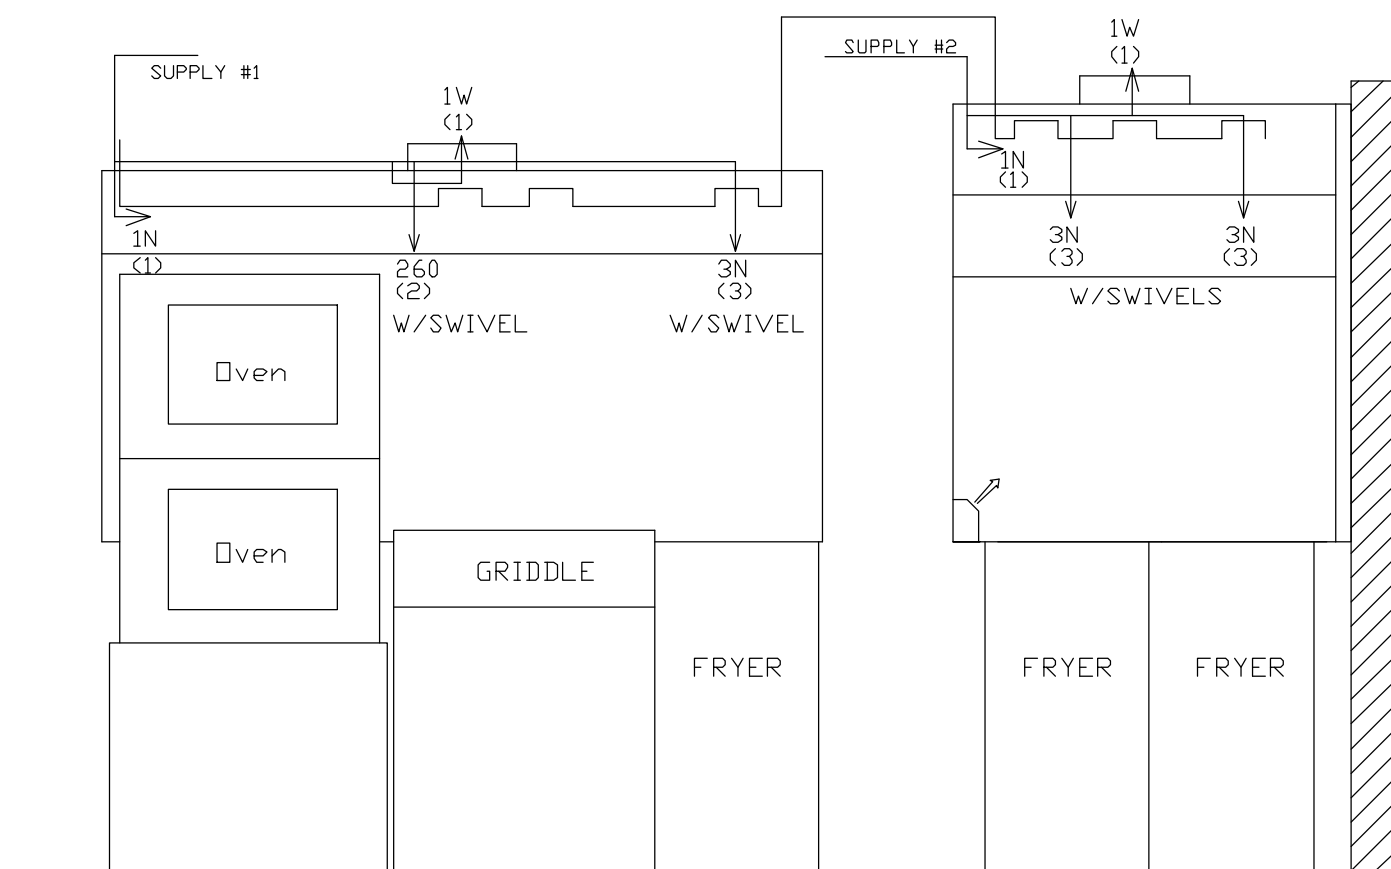 SUPPLY #1
1W
(1)
1N
(1)
260
(2)
W/SWIVEL
3N
(3)
W/SWIVEL
Oven
Oven
GRIDDLE
FRYER
SUPPLY #2
1W
(1)
1N
(1)
3N
(3)
3N
(3)
W/SWIVELS
FRYER
FRYER